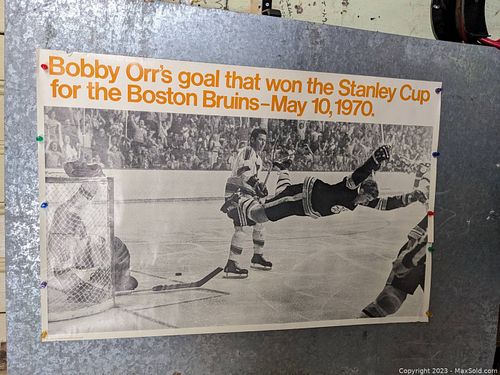 Bobby Orr's goal that won the Stanley Cup
for the Boston Bruins–May 10, 1970.
Copyright 2023 - MaxSold.com